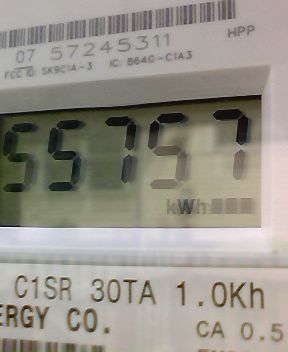 HPP
07 57245311
FCC ID: SK9C1A-3 IC: 864G-C1A3
55757
kWh
C1SR 30TA 1.0Kh
ERGY CO.
CA 0.5